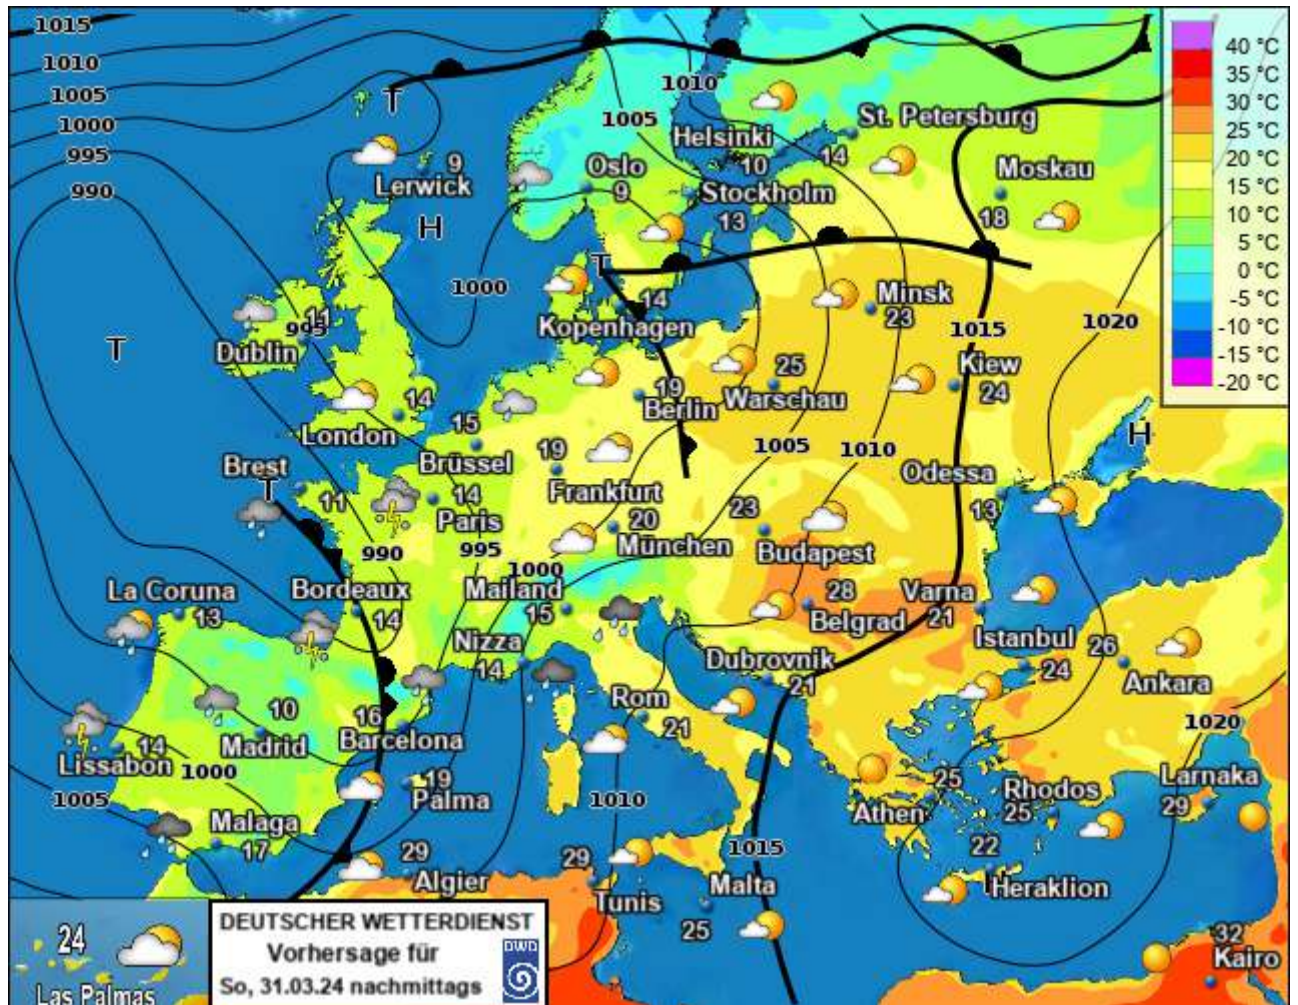 1015
1010
1005
1000
995
990
T
9
Lerwick
H
1000
Oslo
9
1005
1010
Helsinki
10
Stockholm
13
St. Petersburg
14
Moskau
18
40 °C
35 °C
30 °C
25 °C
20 °C
15 °C
10 °C
5 °C
0 °C
-5 °C
-10 °C
-15 °C
-20 °C
T
T
14
Kopenhagen
Minsk
23
1015
1020
11
995
Dublin
14
London
15
Brüssel
19
Berlin
25
Warschau
Kiew
24
H
1005
1010
Brest
T
11
14
Paris
19
Frankfurt
20
München
23
Budapest
Odessa
13
990
995
1000
La Coruna
13
Bordeaux
14
Mailand
15
28
Belgrad
Varna
21
Istanbul
24
26
Ankara
Nizza
14
Dubrovnik
21
Rom
21
10
Madrid
16
Barcelona
14
Lissabon
1000
1005
19
Palma
1010
1015
1020
25
Athen
Rhodos
25
Larnaka
29
22
Heraklion
Malaga
17
29
Algier
29
Tunis
Malta
25
32
Kairo
24
Las Palmas
DEUTSCHER WETTERDIENST
Vorhersage für
So, 31.03.24 nachmittags
DWD